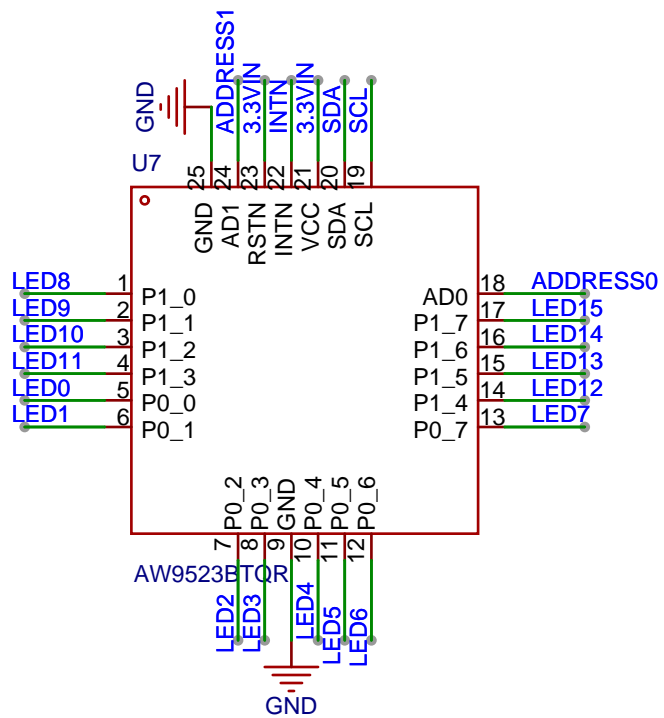 GND
ADDRESS1
3.3VIN
INTN
3.3VIN
SDA
SCL
U7
25
24
23
22
21
20
19
GND
AD1
RSTN
INTN
VCC
SDA
SCL
LED8 1 P1_0
LED9 2 P1_1
LED10 3 P1_2
LED11 4 P1_3
LED0 5 P0_0
LED1 6 P0_1
AD0 18 ADDRESS0
P1_7 17 LED15
P1_6 16 LED14
P1_5 15 LED13
P1_4 14 LED12
P0_7 13 LED7
P0_2
P0_3
GND
P0_4
P0_5
P0_6
7
8
9
10
11
12
AW9523BTQR
LED2
LED3
LED4
LED5
LED6
GND